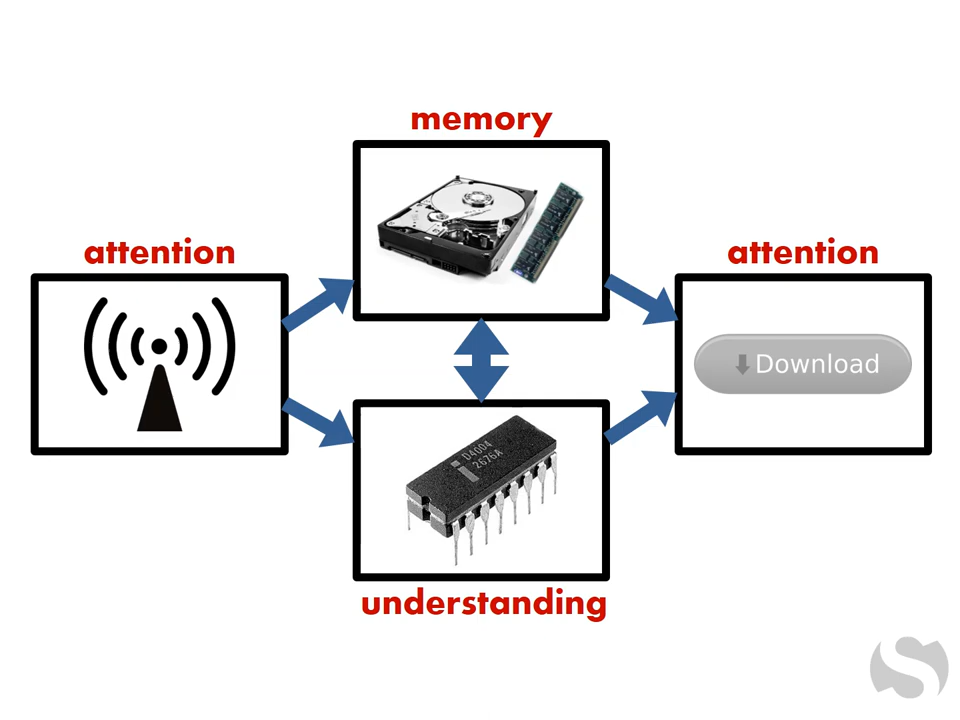 memory
attention
attention
Download
D4004
2676A
understanding